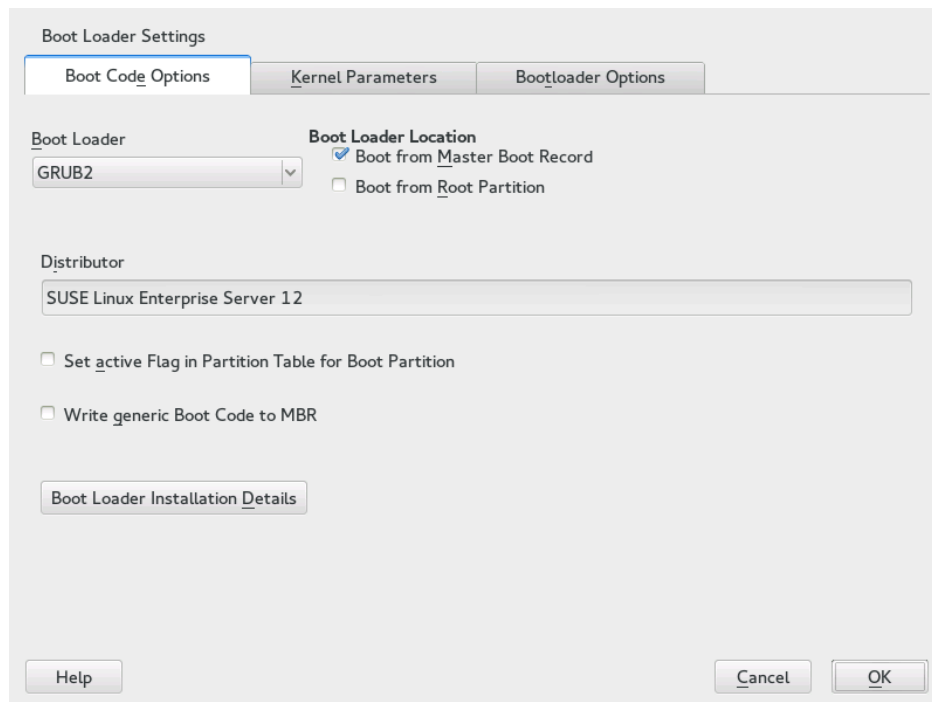 Boot Loader Settings
Boot Code Options
Kernel Parameters
Bootloader Options
Boot Loader
GRUB2
Boot Loader Location
Boot from Master Boot Record
Boot from Root Partition
Distributor
SUSE Linux Enterprise Server 12
Set active Flag in Partition Table for Boot Partition
Write generic Boot Code to MBR
Boot Loader Installation Details
Help
Cancel
OK